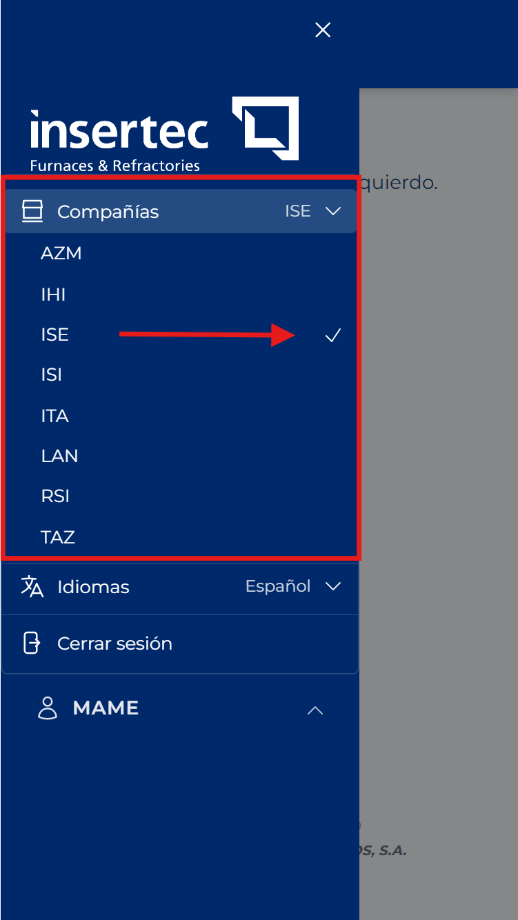 insertec
Furnaces & Refractories
quierdo.
Compañías ISE
AZM
IHI
ISE
ISI
ITA
LAN
RSI
TAZ
Idiomas Español
Cerrar sesión
MAME
S, S.A.